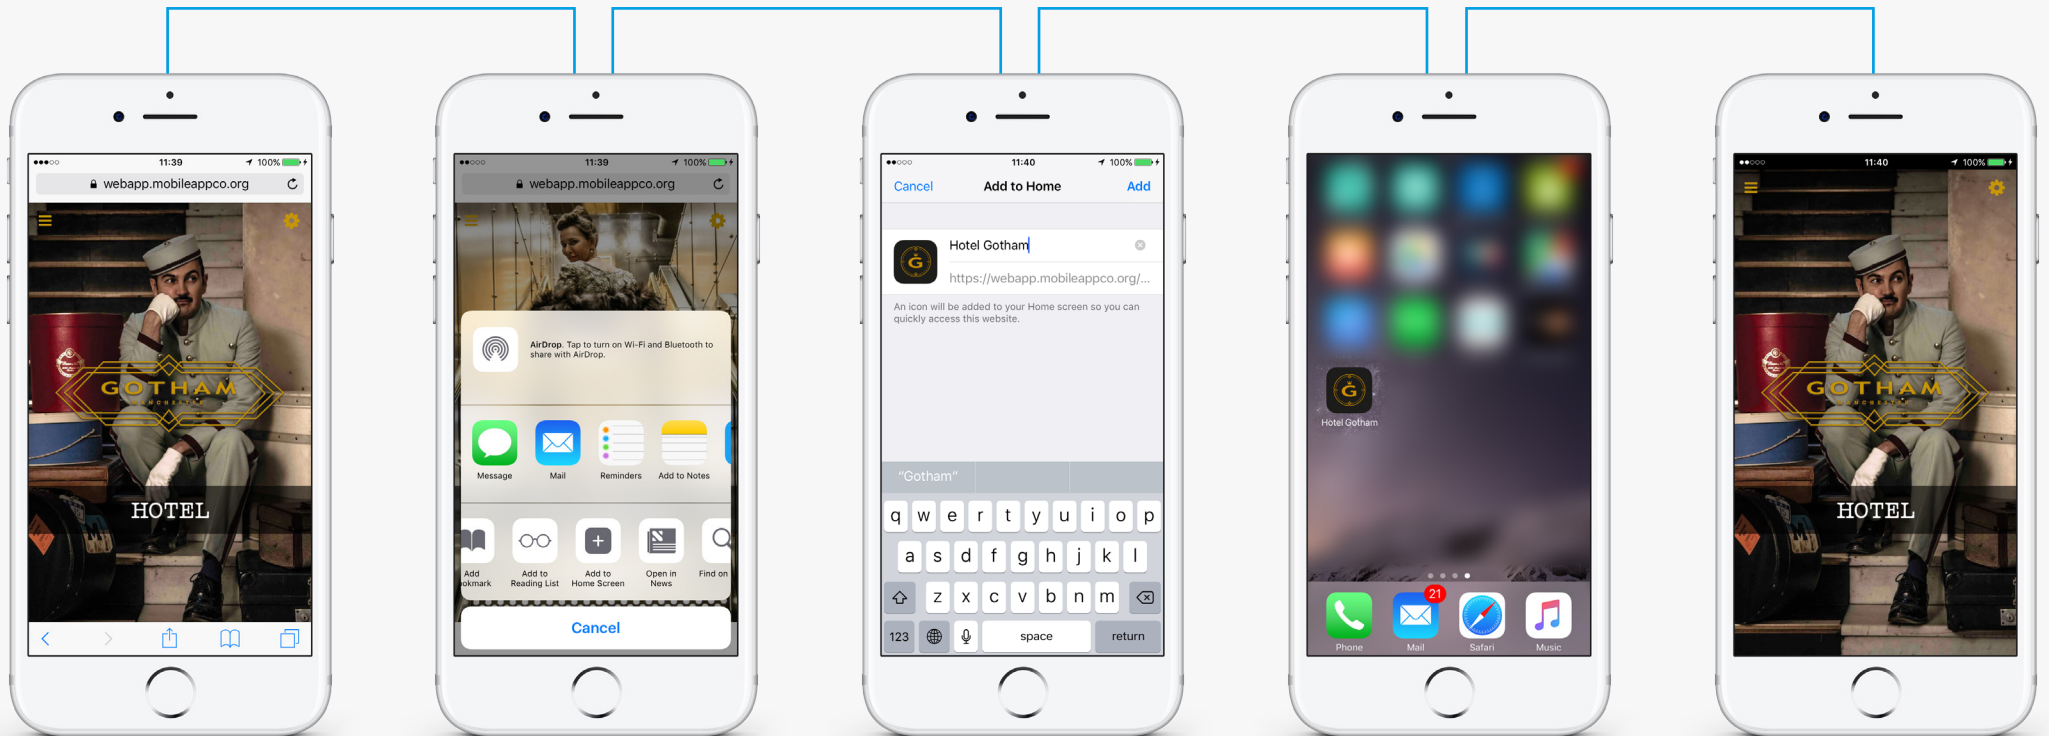 11:39
100%
webapp.mobileappco.org
GOTHAM
MANCHESTER
HOTEL
11:39
100%
webapp.mobileappco.org
AirDrop. Tap to turn on Wi-Fi and Bluetooth to
share with AirDrop.
Message
Mail
Reminders
Add to Notes
Add
okmark
Add to
Reading List
Add to
Home Screen
Open in
News
Find on
Cancel
11:40
100%
Cancel
Add to Home
Add
G
Hotel Gotham
https://webapp.mobileappco.org/...
An icon will be added to your Home screen so you can
quickly access this website.
"Gotham"
q w e r t y u i o p
a s d f g h j k l
z x c v b n m
123
space
return
G
Hotel Gotham
21
Phone
Mail
Safari
Music
11:40
100%
GOTHAM
MANCHESTER
HOTEL